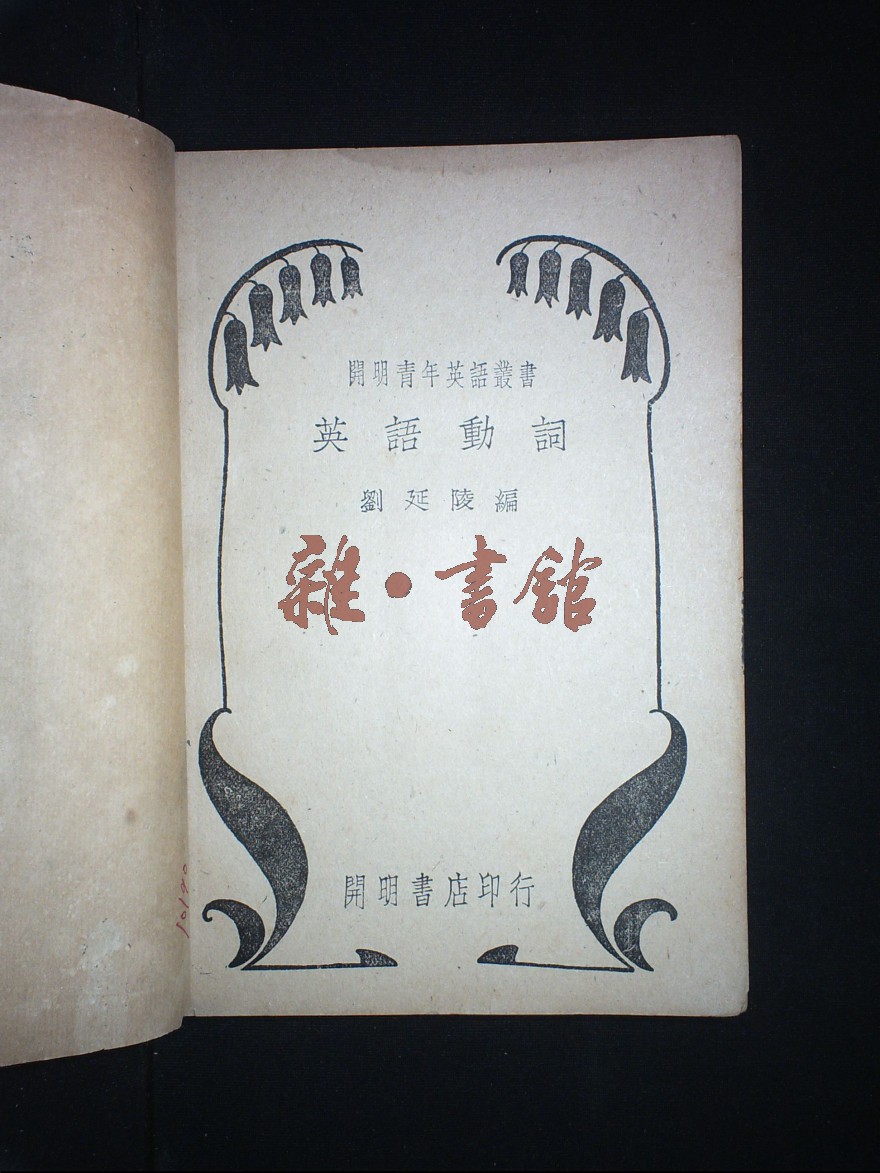 開明青年英語叢書
英語動詞
劉延陵編
雜·書館
開明書店印行